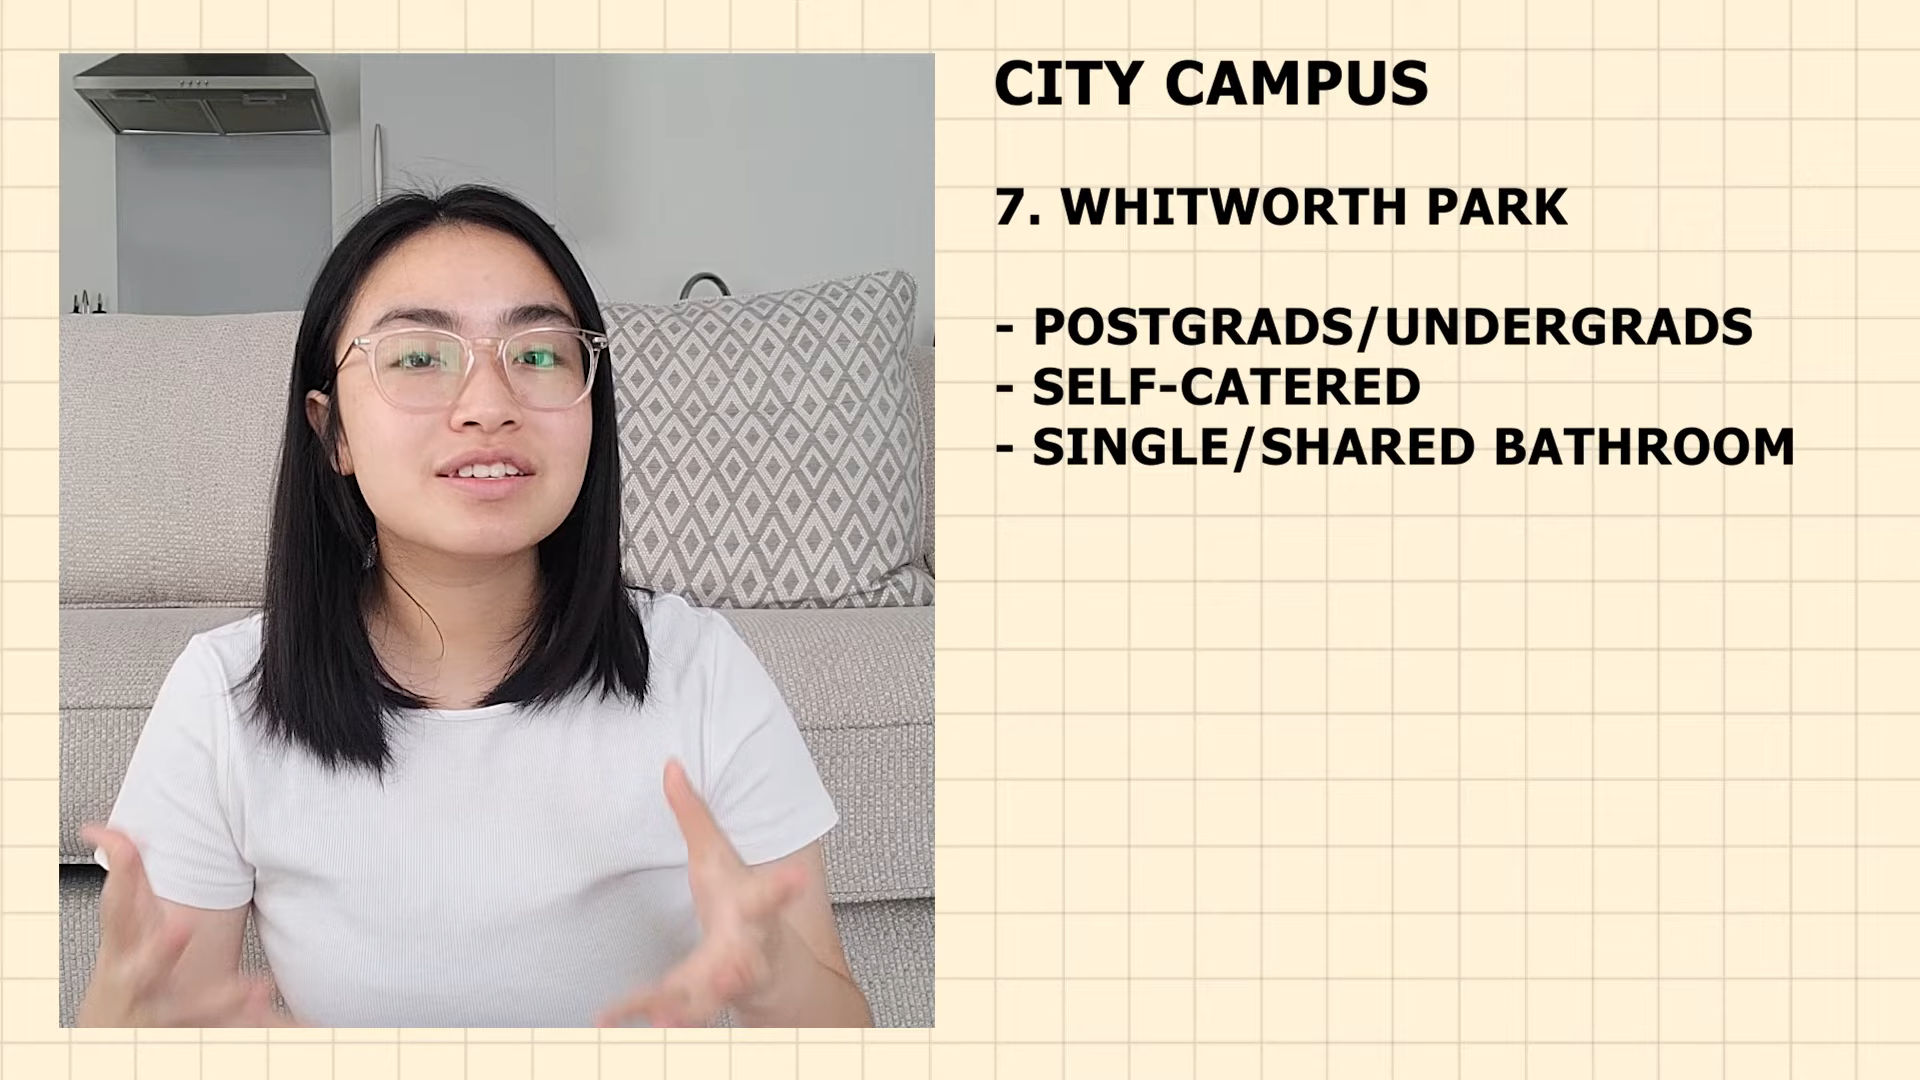 CITY CAMPUS
7. WHITWORTH PARK
- POSTGRADS/UNDERGRADS
- SELF-CATERED
- SINGLE/SHARED BATHROOM